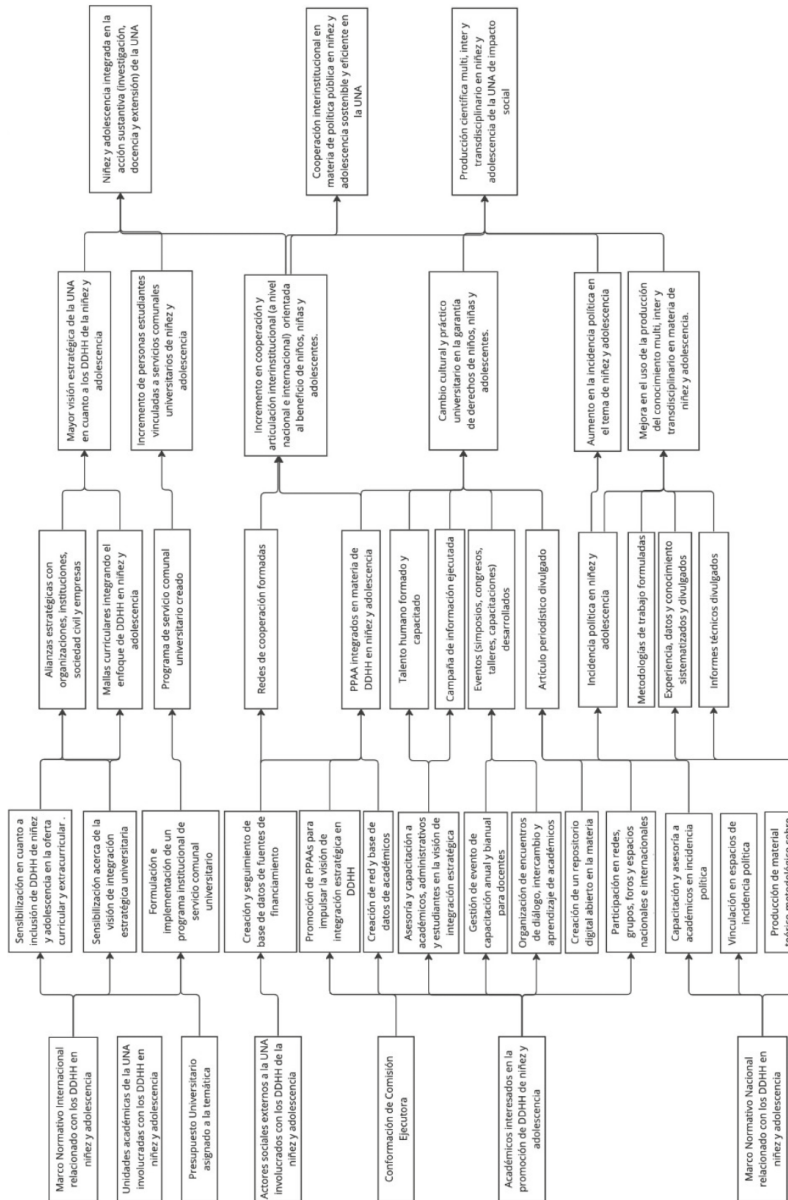 Marco Normativo Internacional
relacionado con los DDHH en
niñez y adolescencia
Unidades académicas de la UNA
involucradas con los DDHH en
niñez y adolescencia
Presupuesto Universitario
asignado a la temática
Actores sociales externos a la UNA
involucrados con los DDHH de la
niñez y adolescencia
Conformación de Comisión
Ejecutora
Académicos interesados en la
promoción de DDHH de niñez y
adolescencia
Marco Normativo Nacional
relacionado con los DDHH en
niñez y adolescencia
Sensibilización en cuanto a
inclusión de DDHH de niñez
y adolescencia en la oferta
curricular y extracurricular .
Sensibilización acerca de la
visión de integración
estratégica universitaria
Formulación e
implementación de un
programa institucional de
servicio comunal
universitario
Creación y seguimiento de
base de datos de fuentes de
financiamiento
Promoción de PPAAs para
impulsar la visión de
integración estratégica en
DDHH
Creación de red y base de
datos de académicos
Asesoría y capacitación a
académicos, administrativos
y estudiantes en la visión de
integración estratégica
Gestión de evento de
capacitación anual y bianual
para docentes
Organización de encuentros
de diálogo, intercambio y
aprendizaje de académicos
Creación de un repositorio
digital abierto en la materia
Participación en redes,
grupos, foros y espacios
nacionales e internacionales
Capacitación y asesoría a
académicos en incidencia
política
Vinculación en espacios de
incidencia política
Producción de material
Alianzas estratégicas con
organizaciones, instituciones,
sociedad civil y empresas
Mallas curriculares integrando el
enfoque de DDHH en niñez y
adolescencia
Programa de servicio comunal
universitario creado
Redes de cooperación formadas
PPAA integrados en materia de
DDHH en niñez y adolescencia
Talento humano formado y
capacitado
Campaña de información ejecutada
Eventos (simposios, congresos,
talleres, capacitaciones)
desarrollados
Artículo periodístico divulgado
Incidencia política en niñez y
adolescencia
Metodologías de trabajo formuladas
Experiencia, datos y conocimiento
sistematizados y divulgados
Informes técnicos divulgados
Mayor visión estratégica de la UNA
en cuanto a los DDHH de la niñez y
adolescencia
Incremento de personas estudiantes
vinculadas a servicios comunales
universitarios de niñez y
adolescencia
Incremento en cooperación y
articulación interinstitucional (a nivel
nacional e internacional) orientada
al beneficio de niños, niñas y
adolescentes.
Cambio cultural y práctico
universitario en la garantía
de derechos de niños, niñas y
adolescentes.
Aumento en la incidencia política en
el tema de niñez y adolescencia
Mejora en el uso de la producción
del conocimiento multi, inter y
transdisciplinario en materia de
niñez y adolescencia.
Niñez y adolescencia integrada en la
acción sustantiva (investigación,
docencia y extensión) de la UNA
Cooperación interinstitucional en
materia de política pública en niñez y
adolescencia sostenible y eficiente en
la UNA
Producción científica multi, inter y
transdisciplinario en niñez y
adolescencia de la UNA de impacto
social